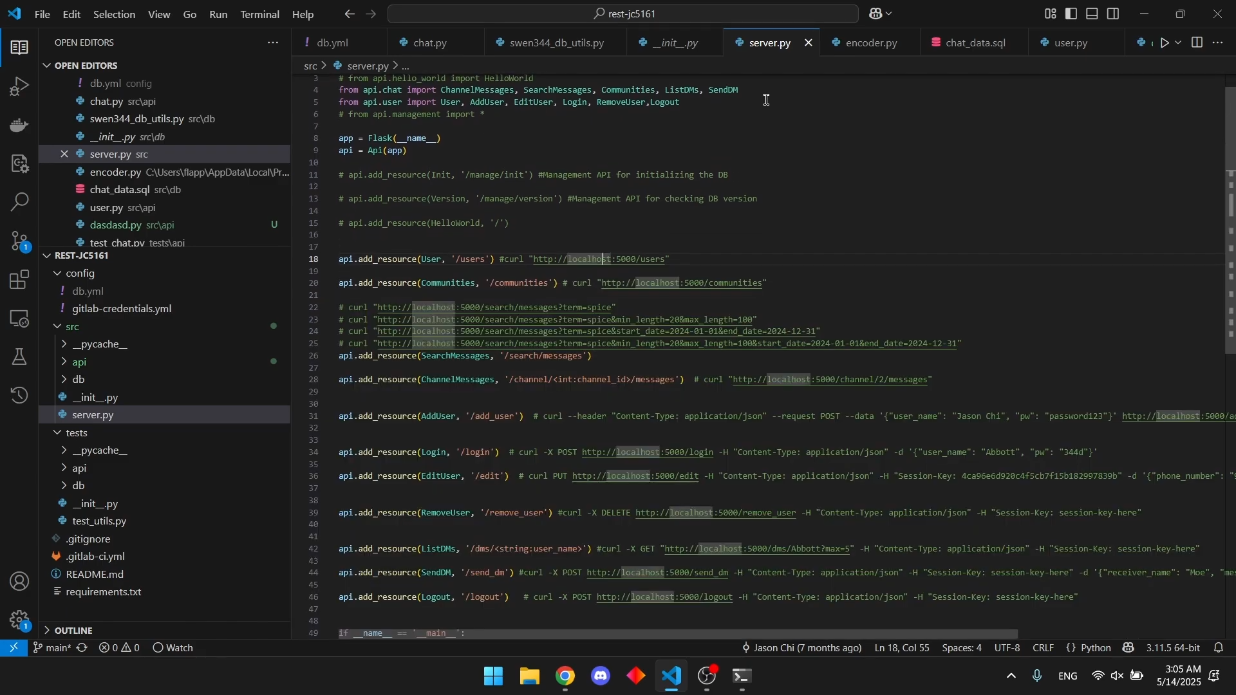 File Edit Selection View Go Run Terminal Help
rest-jc5161
OPEN EDITORS
OPEN EDITORS
db.yml config
chat.py src\api
swen344_db_utils.py src\db
__init__.py src\db
server.py src
encoder.py C:\Users\flapp\AppData\Local\Pr...
chat_data.sql src\db
user.py src\api
dasdasd.py src\api U
test_chat.py tests\api
REST-JC5161
config
db.yml
gitlab-credentials.yml
src
__pycache__
api
db
__init__.py
server.py
tests
__pycache__
api
db
__init__.py
test_utils.py
.gitlab-ci.yml
.gitignore
README.md
requirements.txt
OUTLINE
db.yml chat.py swen344_db_utils.py __init__.py server.py encoder.py chat_data.sql user.py
src > server.py > ...
3 # from api.hello_world import HelloWorld
4 from api.chat import ChannelMessages, SearchMessages, Communities, ListDMs, SendDM
5 from api.user import User, AddUser, EditUser, Login, RemoveUser,Logout
6 # from api.management import *
7
8 app = Flask(__name__)
9 api = Api(app)
10
11 # api.add_resource(Init, '/manage/init') #Management API for initializing the DB
12
13 # api.add_resource(Version, '/manage/version') #Management API for checking DB version
14
15 # api.add_resource(HelloWorld, '/')
16
17
18 api.add_resource(User, '/users') #curl "http://localhost:5000/users"
19
20 api.add_resource(Communities, '/communities') # curl "http://localhost:5000/communities"
21
22 # curl "http://localhost:5000/search/messages?term=spice"
23 # curl "http://localhost:5000/search/messages?term=spice&min_length=20&max_length=100"
24 # curl "http://localhost:5000/search/messages?term=spice&start_date=2024-01-01&end_date=2024-12-31"
25 # curl "http://localhost:5000/search/messages?term=spice&min_length=20&max_length=100&start_date=2024-01-01&end_date=2024-12-31"
26 api.add_resource(SearchMessages, '/search/messages')
27
28 api.add_resource(ChannelMessages, '/channel/<int:channel_id>/messages') # curl "http://localhost:5000/channel/2/messages"
29
30
31 api.add_resource(AddUser, '/add_user') # curl --header "Content-Type: application/json" --request POST --data '{"user_name": "Jason Chi", "pw": "password123"}' http://localhost:5000/a
32
33
34 api.add_resource(Login, '/login') # curl -X POST http://localhost:5000/login -H "Content-Type: application/json" -d '{"user_name": "Abbott", "pw": "344d"}'
35
36 api.add_resource(EditUser, '/edit') # curl PUT http://localhost:5000/edit -H "Content-Type: application/json" -H "Session-Key: 4ca96e6d920c4f5cb7f15b182997839b" -d '{"phone_number": "5
37
38
39 api.add_resource(RemoveUser, '/remove_user') #curl -X DELETE http://localhost:5000/remove_user -H "Content-Type: application/json" -H "Session-Key: session-key-here"
40
41
42 api.add_resource(ListDMs, '/dms/<string:user_name>') #curl -X GET "http://localhost:5000/dms/Abbott?max=5" -H "Content-Type: application/json" -H "Session-Key: session-key-here"
43
44 api.add_resource(SendDM, '/send_dm') #curl -X POST http://localhost:5000/send_dm -H "Content-Type: application/json" -H "Session-Key: session-key-here" -d '{"receiver_name": "Moe", "mes
45
46 api.add_resource(Logout, '/logout') # curl -X POST http://localhost:5000/logout -H "Content-Type: application/json" -H "Session-Key: session-key-here"
47
48
49 if __name__ == '__main__':
main* 0 0 Watch Jason Chi (7 months ago) Ln 18, Col 55 Spaces: 4 UTF-8 CRLF Python 3.11.5 64-bit
ENG 3:05 AM
5/14/2025